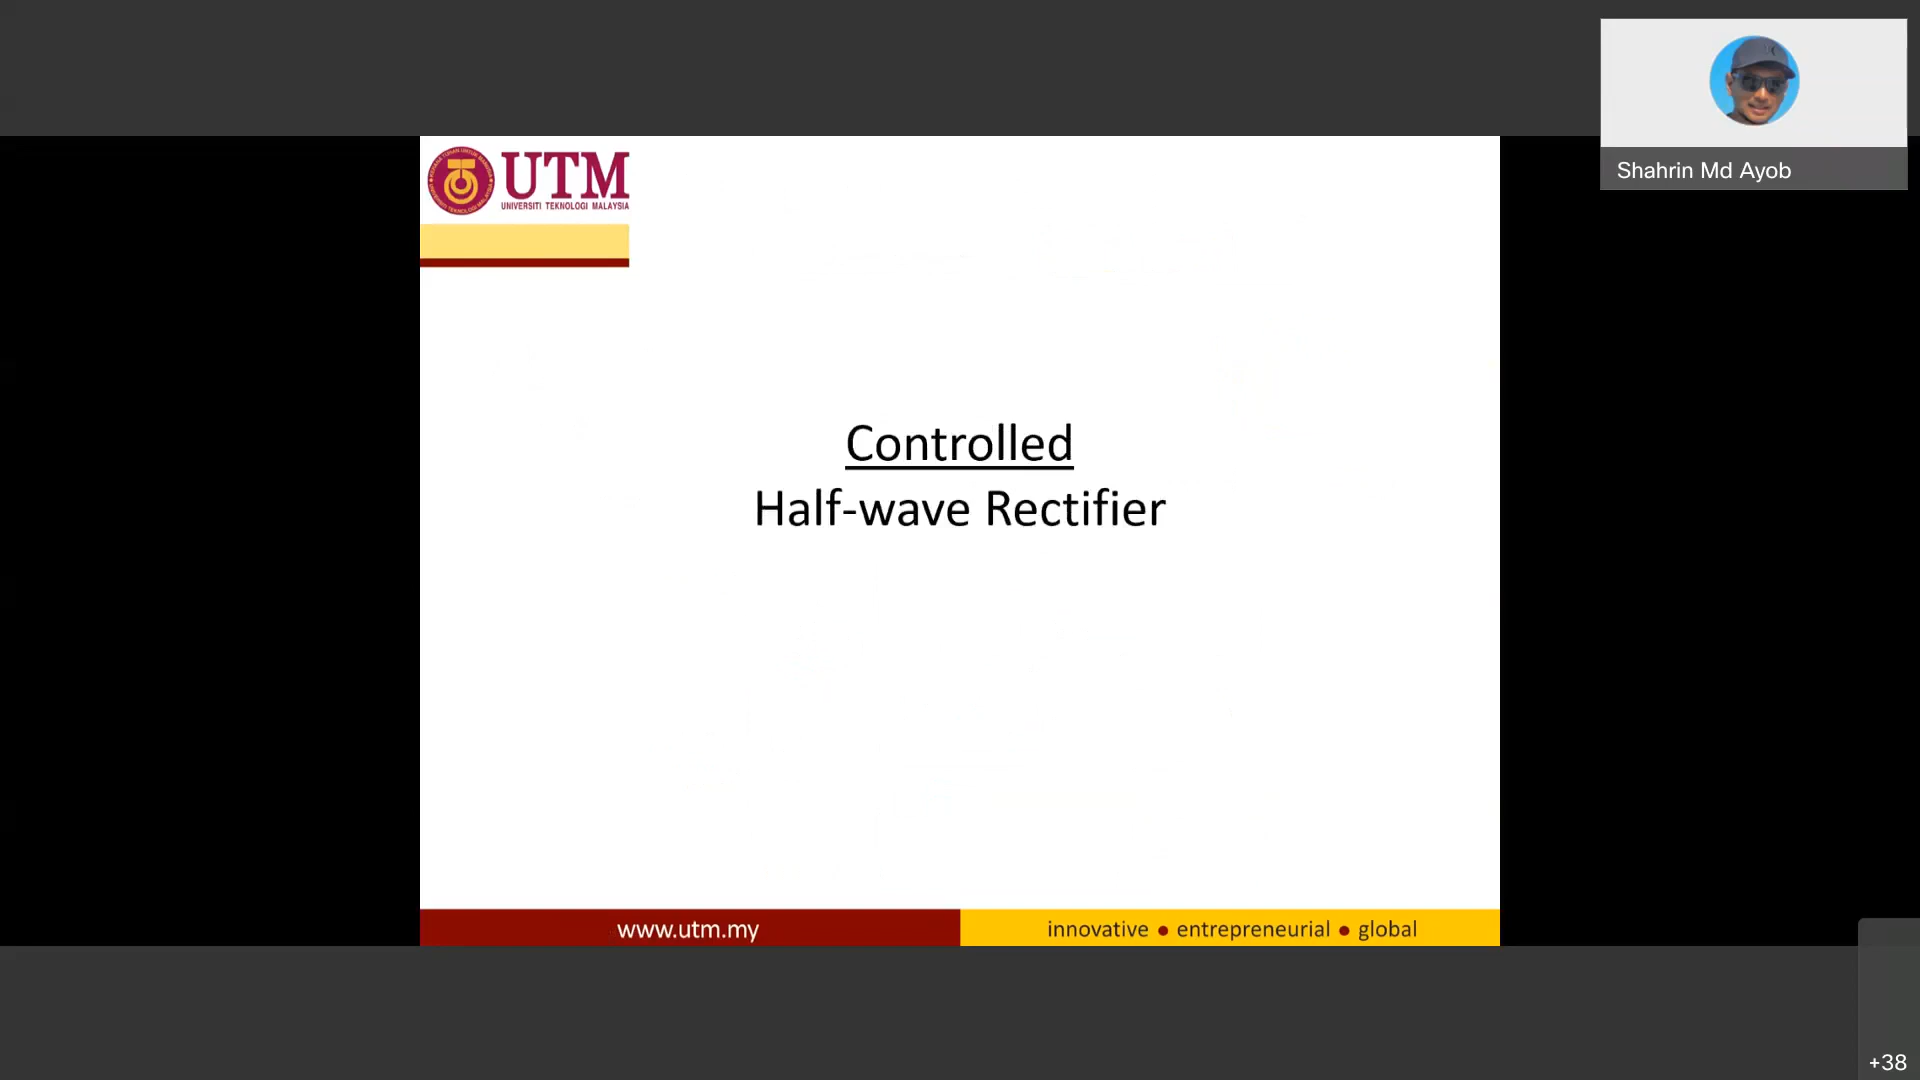 UTM
UNIVERSITI TEKNOLOGI MALAYSIA
Shahrin Md Ayob
Controlled
Half-wave Rectifier
www.utm.my
innovative ● entrepreneurial ● global
+38